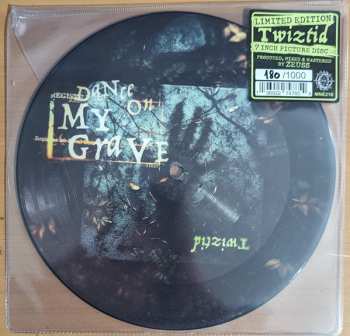 LIMITED EDITION
Twiztid
7 INCH PICTURE DISC
PRODUCED, MIXED & MASTERED
BY ZEUSS
180/1000
MNE216
Dance
On
MY
Grave
Twiztid